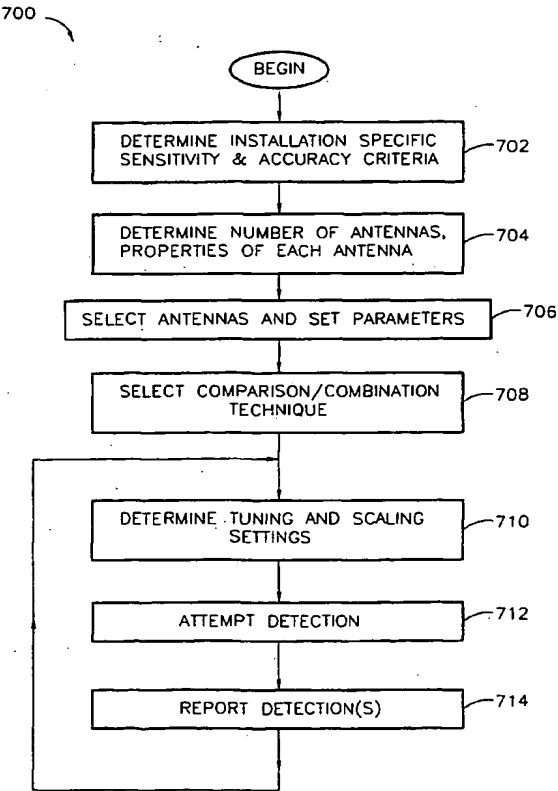 700
BEGIN
DETERMINE INSTALLATION SPECIFIC
SENSITIVITY & ACCURACY CRITERIA
702
DETERMINE NUMBER OF ANTENNAS,
PROPERTIES OF EACH ANTENNA
704
SELECT ANTENNAS AND SET PARAMETERS
706
SELECT COMPARISON/COMBINATION
TECHNIQUE
708
DETERMINE TUNING AND SCALING
SETTINGS
710
ATTEMPT DETECTION
712
REPORT DETECTION(S)
714